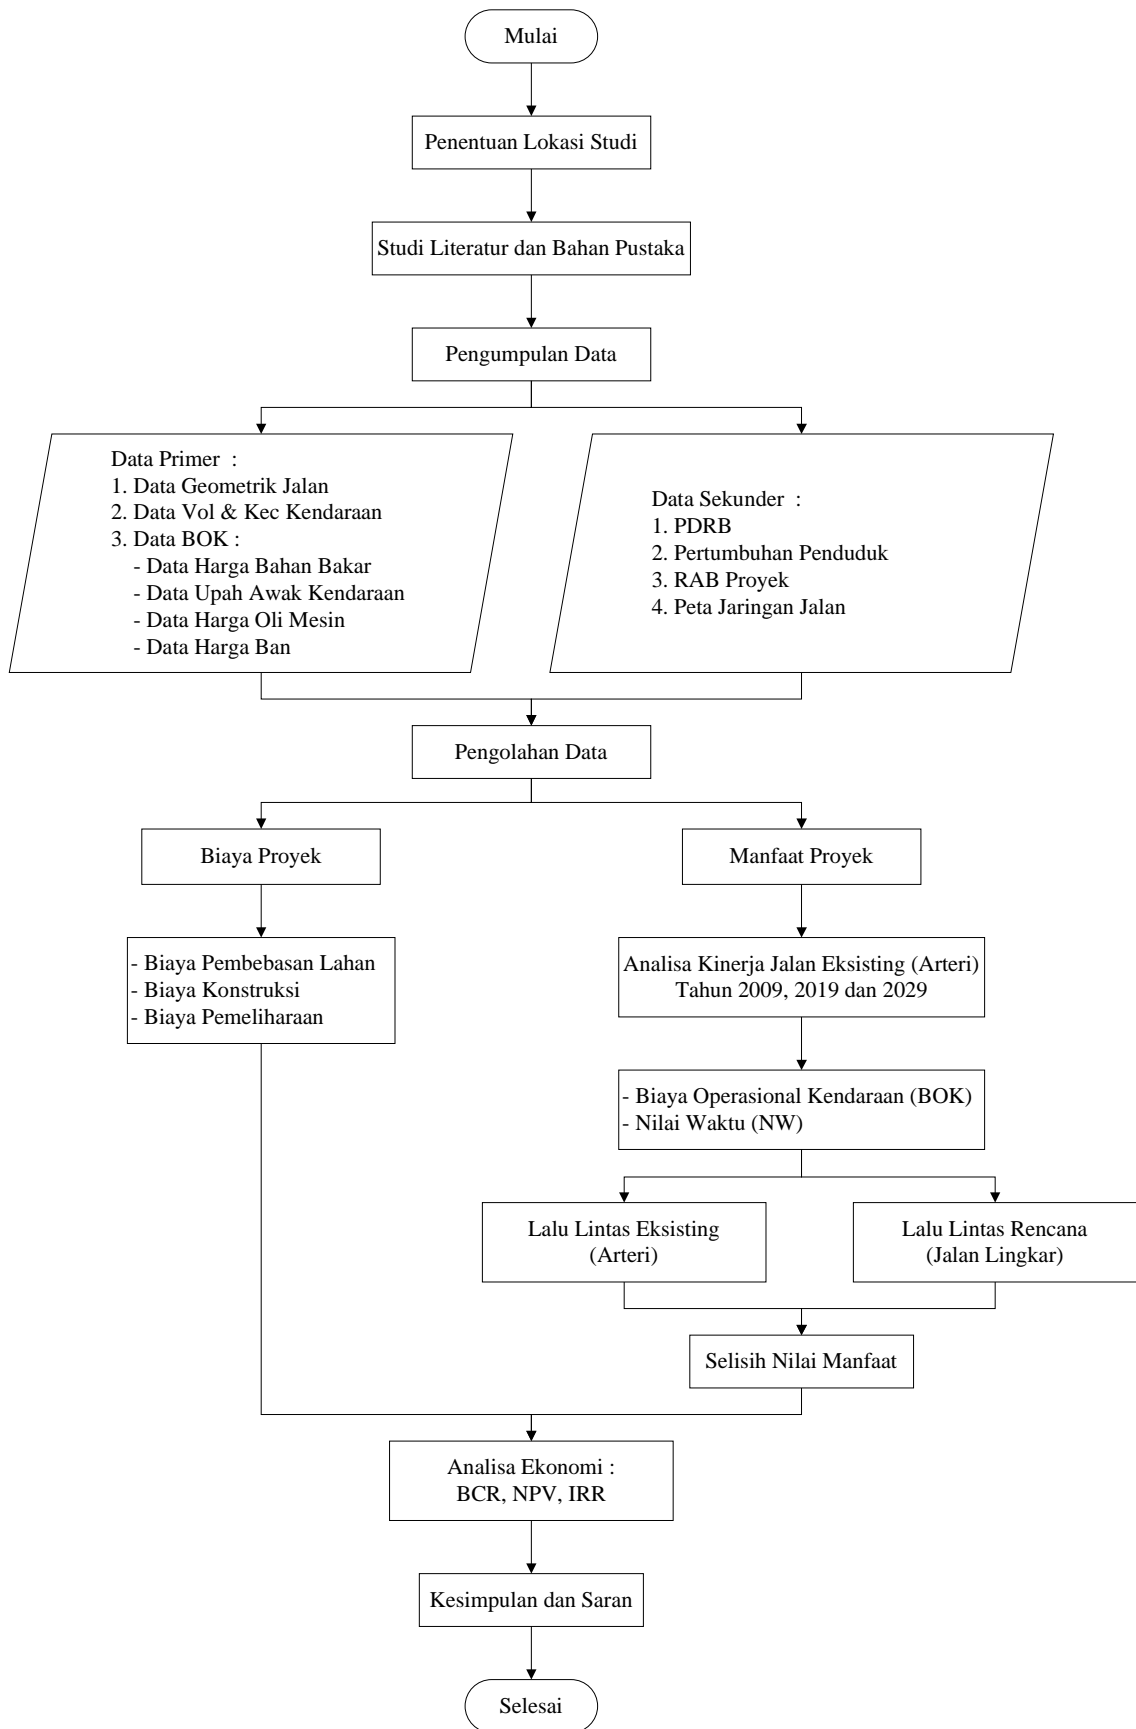 Mulai
Penentuan Lokasi Studi
Studi Literatur dan Bahan Pustaka
Pengumpulan Data
Data Primer :
1. Data Geometrik Jalan
2. Data Vol & Kec Kendaraan
3. Data BOK :
- Data Harga Bahan Bakar
- Data Upah Awak Kendaraan
- Data Harga Oli Mesin
- Data Harga Ban
Data Sekunder :
1. PDRB
2. Pertumbuhan Penduduk
3. RAB Proyek
4. Peta Jaringan Jalan
Pengolahan Data
Biaya Proyek
Manfaat Proyek
- Biaya Pembebasan Lahan
- Biaya Konstruksi
- Biaya Pemeliharaan
Analisa Kinerja Jalan Eksisting (Arteri)
Tahun 2009, 2019 dan 2029
- Biaya Operasional Kendaraan (BOK)
- Nilai Waktu (NW)
Lalu Lintas Eksisting
(Arteri)
Lalu Lintas Rencana
(Jalan Lingkar)
Selisih Nilai Manfaat
Analisa Ekonomi :
BCR, NPV, IRR
Kesimpulan dan Saran
Selesai